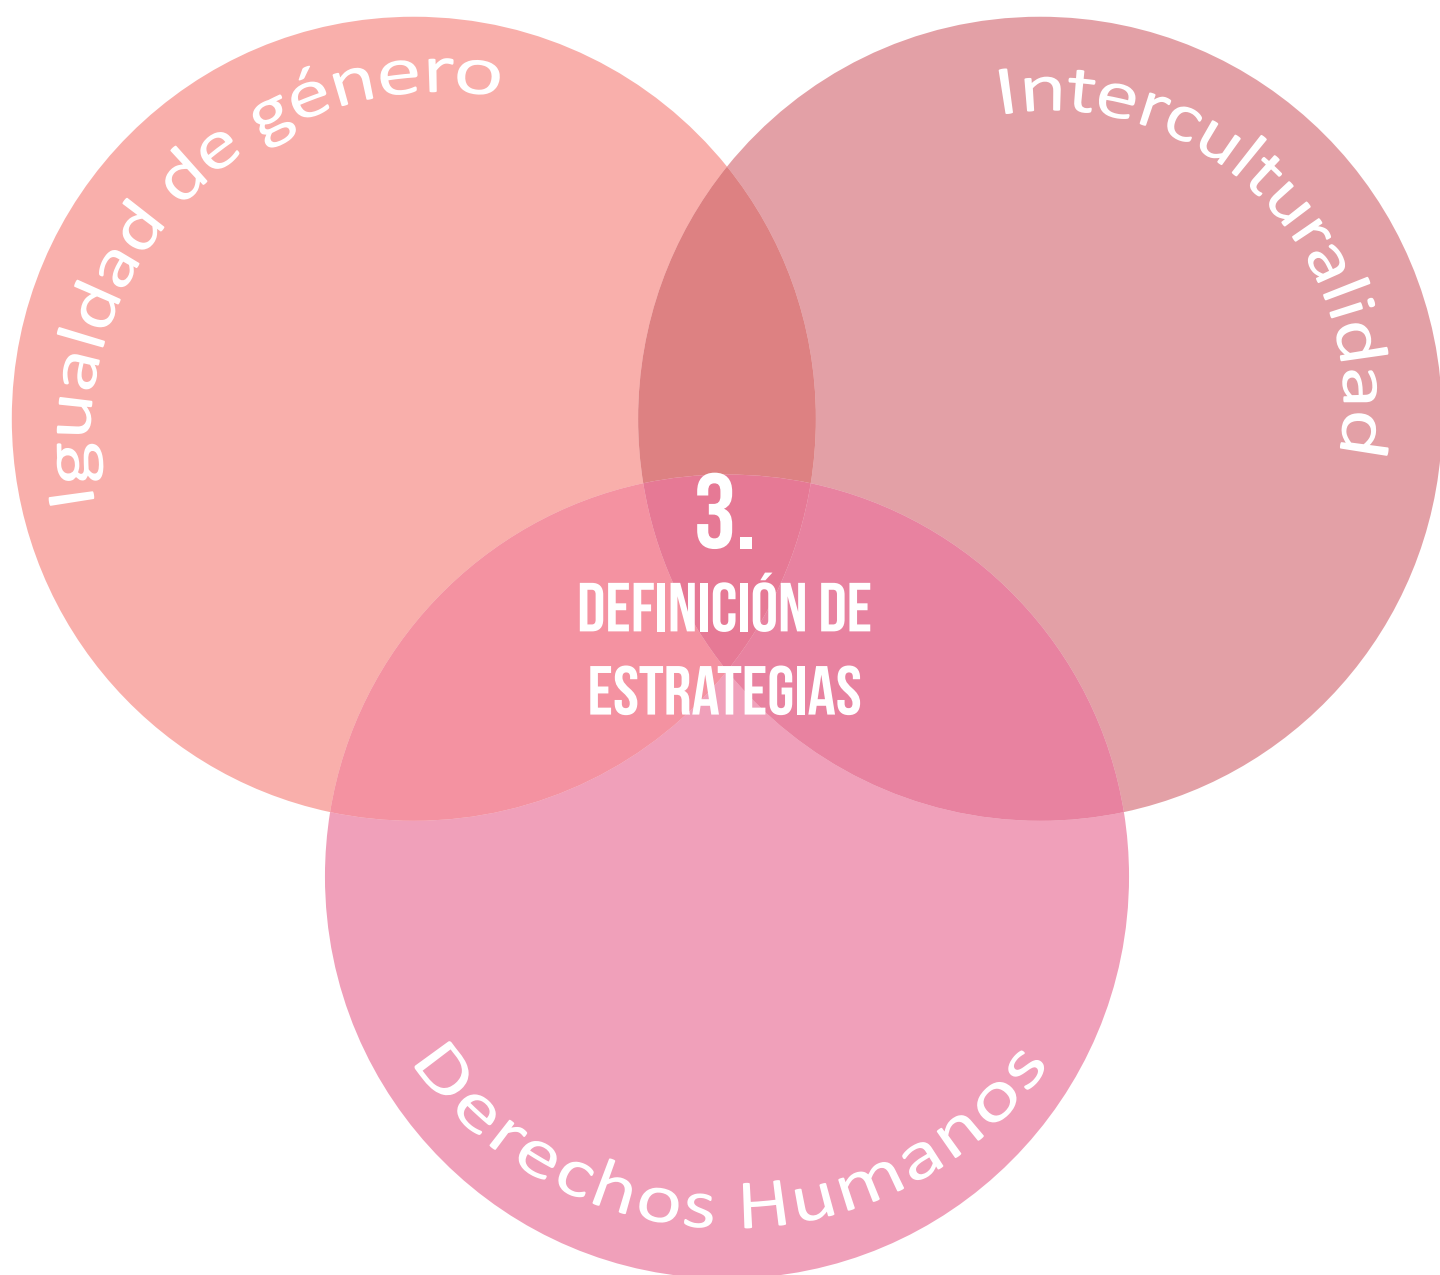 Igualdad de género
Interculturalidad
3.
DEFINICIÓN DE
ESTRATEGIAS
Derechos Humanos